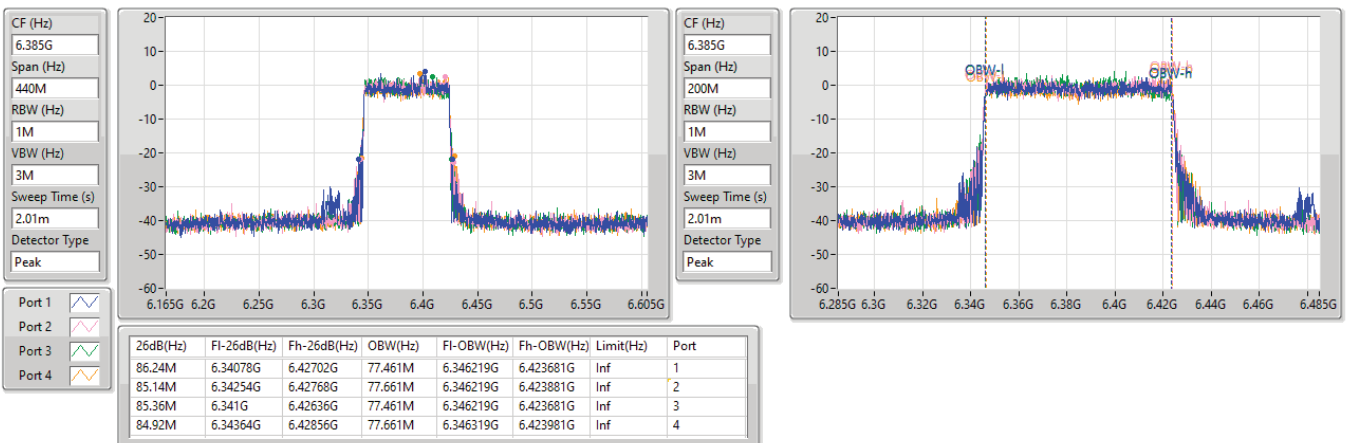 CF (Hz)
6.385G
Span (Hz)
440M
RBW (Hz)
1M
VBW (Hz)
3M
Sweep Time (s)
2.01m
Detector Type
Peak
20
10
0
-10
-20
-30
-40
-50
-60
6.165G 6.2G 6.25G 6.3G 6.35G 6.4G 6.45G 6.5G 6.55G 6.605G
CF (Hz)
6.385G
Span (Hz)
200M
RBW (Hz)
1M
VBW (Hz)
3M
Sweep Time (s)
2.01m
Detector Type
Peak
20
10
0
-10
-20
-30
-40
-50
-60
OBW-l OBW-h
6.285G 6.3G 6.32G 6.34G 6.36G 6.38G 6.4G 6.42G 6.44G 6.46G 6.485G
Port 1
Port 2
Port 3
Port 4
26dB(Hz) Fl-26dB(Hz) Fh-26dB(Hz) OBW(Hz) Fl-OBW(Hz) Fh-OBW(Hz) Limit(Hz) Port
86.24M 6.34078G 6.42702G 77.461M 6.346219G 6.423681G Inf 1
85.14M 6.34254G 6.42768G 77.661M 6.346219G 6.423881G Inf 2
85.36M 6.341G 6.42636G 77.461M 6.346219G 6.423681G Inf 3
84.92M 6.34364G 6.42856G 77.661M 6.346319G 6.423981G Inf 4